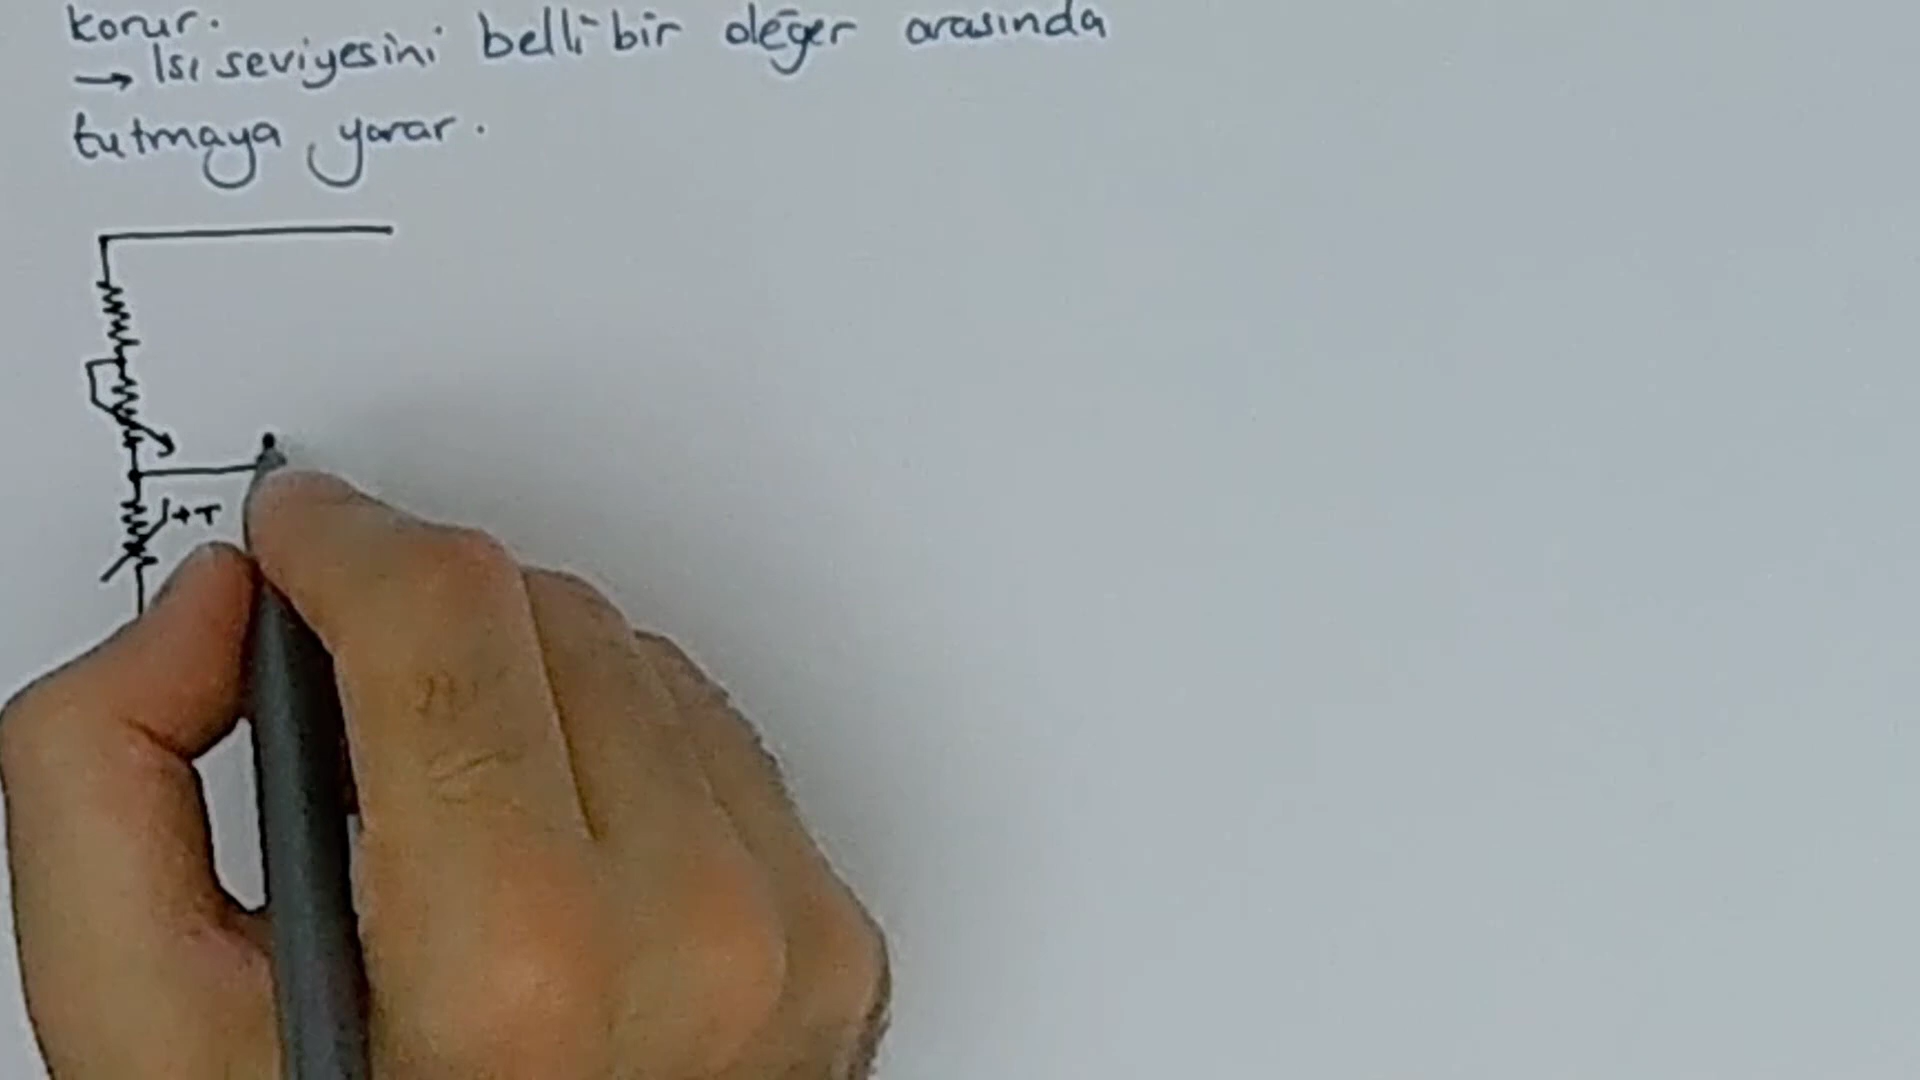 korur.
→ Isı seviyesini belli bir değer arasında
tutmaya yarar.
+T